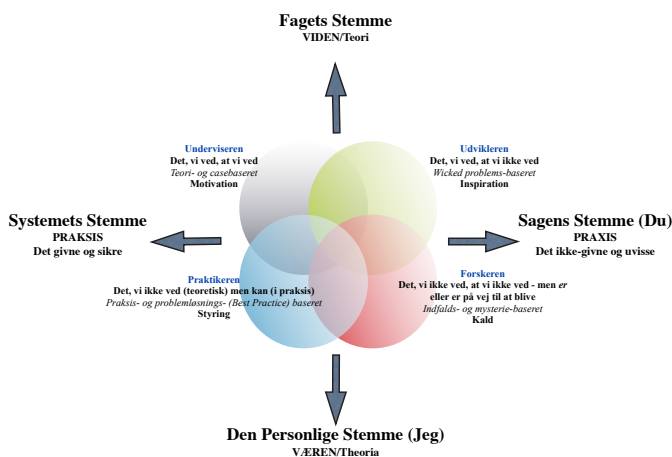 Fagets Stemme
VIDEN/Teori
Underviseren
Det, vi ved, at vi ved
Teori- og casebaseret
Motivation
Udvikleren
Det, vi ved, at vi ikke ved
Wicked problems-baseret
Inspiration
Systemets Stemme
PRAKSIS
Det givne og sikre
Sagens Stemme (Du)
PRAXIS
Det ikke-givne og uvisse
Praktikeren
Det, vi ikke ved (teoretisk) men kan (i praksis)
Praksis- og problemløsnings- (Best Practice) baseret
Styring
Forskeren
Det, vi ikke ved, at vi ikke ved - men er
eller er på vej til at blive
Indfalds- og mysterie-baseret
Kald
Den Personlige Stemme (Jeg)
VÆREN/Theoria